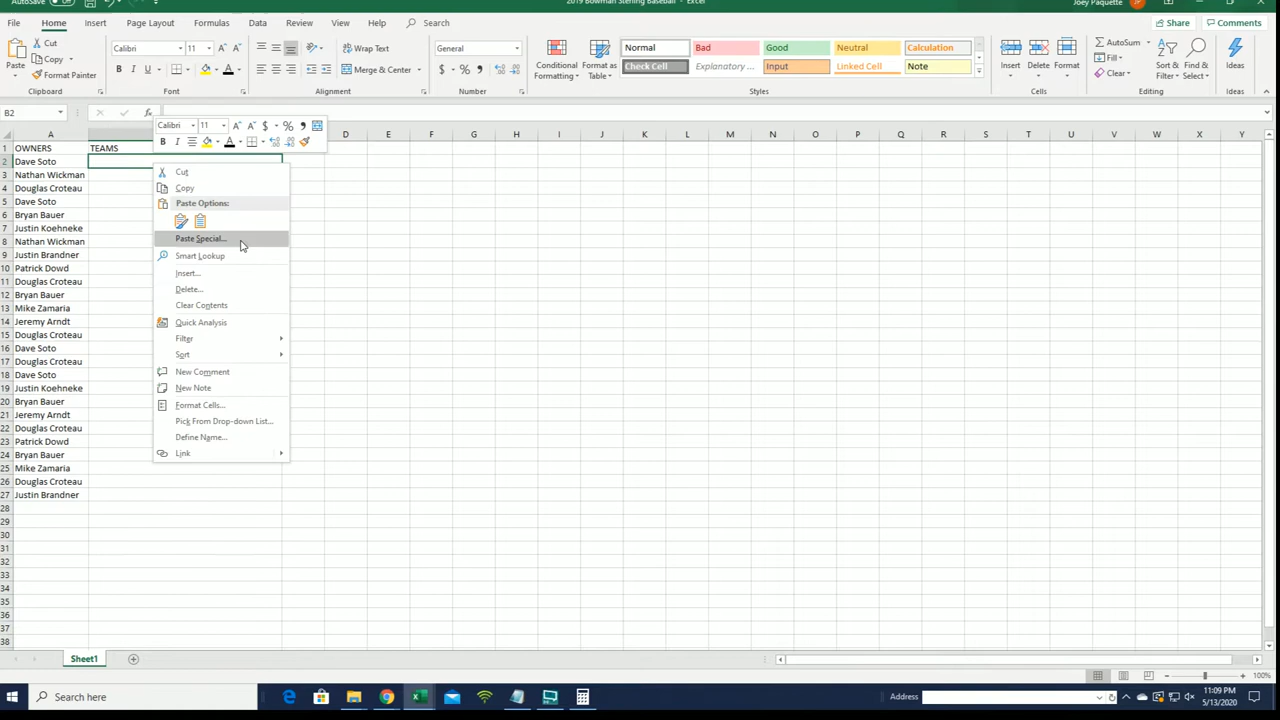 AutoSave Off
2019 Bowman Sterling Baseball - Excel
Joey Paquette JP
File Home Insert Page Layout Formulas Data Review View Help Search
Share Comments
Paste
Cut
Copy
Format Painter
Clipboard
Calibri 11
B I U
Font
Wrap Text
Merge & Center
Alignment
General
$ % ,
Number
Conditional Formatting
Format as Table
Normal Bad Good Neutral Calculation
Check Cell Explanatory ... Input Linked Cell Note
Styles
Insert Delete Format
Cells
AutoSum
Fill
Clear
Sort & Filter
Find & Select
Editing
Ideas
Ideas
B2 fx
A D E F G H I J K L M N O P Q R S T U V W X Y
Calibri 11 A A $ % ,
B I A
1 OWNERS TEAMS
2 Dave Soto
3 Nathan Wickman
4 Douglas Croteau
5 Dave Soto
6 Bryan Bauer
7 Justin Koehneke
8 Nathan Wickman
9 Justin Brandner
10 Patrick Dowd
11 Douglas Croteau
12 Bryan Bauer
13 Mike Zamaria
14 Jeremy Arndt
15 Douglas Croteau
16 Dave Soto
17 Douglas Croteau
18 Dave Soto
19 Justin Koehneke
20 Bryan Bauer
21 Jeremy Arndt
22 Douglas Croteau
23 Patrick Dowd
24 Bryan Bauer
25 Mike Zamaria
26 Douglas Croteau
27 Justin Brandner
28
29
30
31
32
33
34
35
36
37
38
Cut
Copy
Paste Options:
Paste Special...
Smart Lookup
Insert...
Delete...
Clear Contents
Quick Analysis
Filter
Sort
New Comment
New Note
Format Cells...
Pick From Drop-down List...
Define Name...
Link
Sheet1
100%
Search here
Address
11:09 PM
5/13/2020